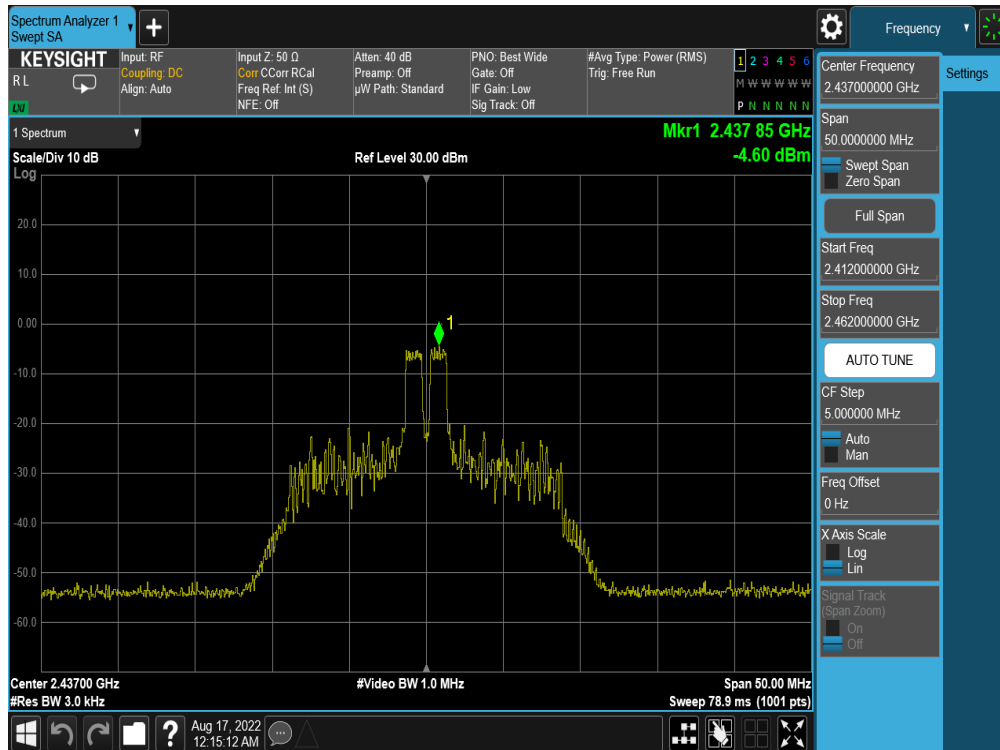 Spectrum Analyzer 1
Swept SA
+
Frequency
KEYSIGHT
R L
LXI
Input: RF
Coupling: DC
Align: Auto
Input Z: 50 Ω
Corr CCorr RCal
Freq Ref: Int (S)
NFE: Off
Atten: 40 dB
Preamp: Off
µW Path: Standard
PNO: Best Wide
Gate: Off
IF Gain: Low
Sig Track: Off
#Avg Type: Power (RMS)
Trig: Free Run
1 2 3 4 5 6
M W W W W W
P N N N N N
1 Spectrum
Scale/Div 10 dB
Log
Ref Level 30.00 dBm
Mkr1 2.437 85 GHz
-4.60 dBm
20.0
10.0
0.00
-10.0
-20.0
-30.0
-40.0
-50.0
-60.0
1
Center 2.43700 GHz
#Res BW 3.0 kHz
#Video BW 1.0 MHz
Span 50.00 MHz
Sweep 78.9 ms (1001 pts)
Center Frequency
2.437000000 GHz
Settings
Span
50.0000000 MHz
Swept Span
Zero Span
Full Span
Start Freq
2.412000000 GHz
Stop Freq
2.462000000 GHz
AUTO TUNE
CF Step
5.000000 MHz
Auto
Man
Freq Offset
0 Hz
X Axis Scale
Log
Lin
Signal Track
(Span Zoom)
On
Off
?
Aug 17, 2022
12:15:12 AM